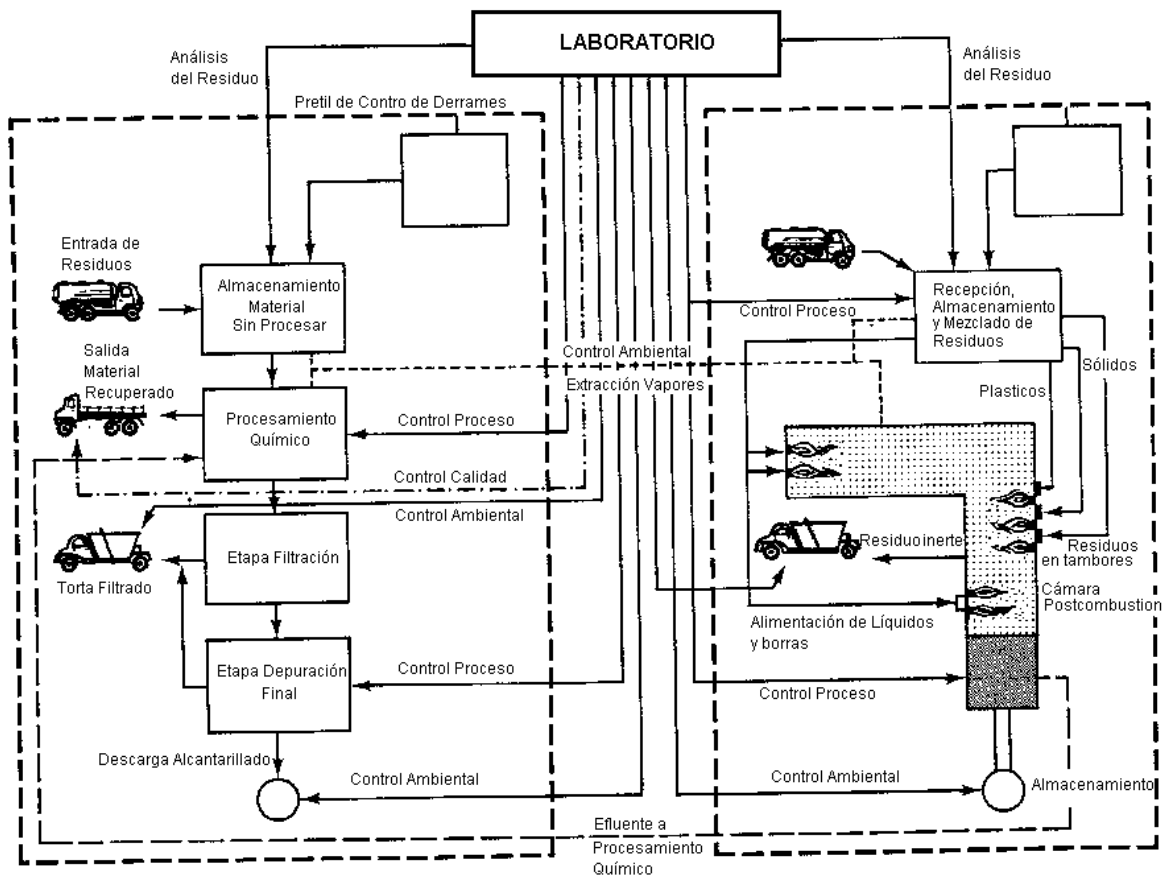 LABORATORIO
Análisis
del Residuo
Análisis
del Residuo
Pretil de Contro de Derrames
Entrada de
Residuos
Almacenamiento
Material
Sin Procesar
Recepción,
Almacenamiento
y Mezclado de
Residuos
Control Proceso
Salida
Material
Recuperado
Control Ambiental
Extracción Vapores
Sólidos
Plasticos
Procesamiento
Químico
Control Proceso
Control Calidad
Control Ambiental
Etapa Filtración
Torta Filtrado
Residuo inerte
Residuos
en tambores
Cámara
Postcombustion
Alimentación de Líquidos
y borras
Etapa Depuración
Final
Control Proceso
Control Proceso
Descarga Alcantarillado
Control Ambiental
Control Ambiental
Almacenamiento
Efluente a
Procesamiento
Químico